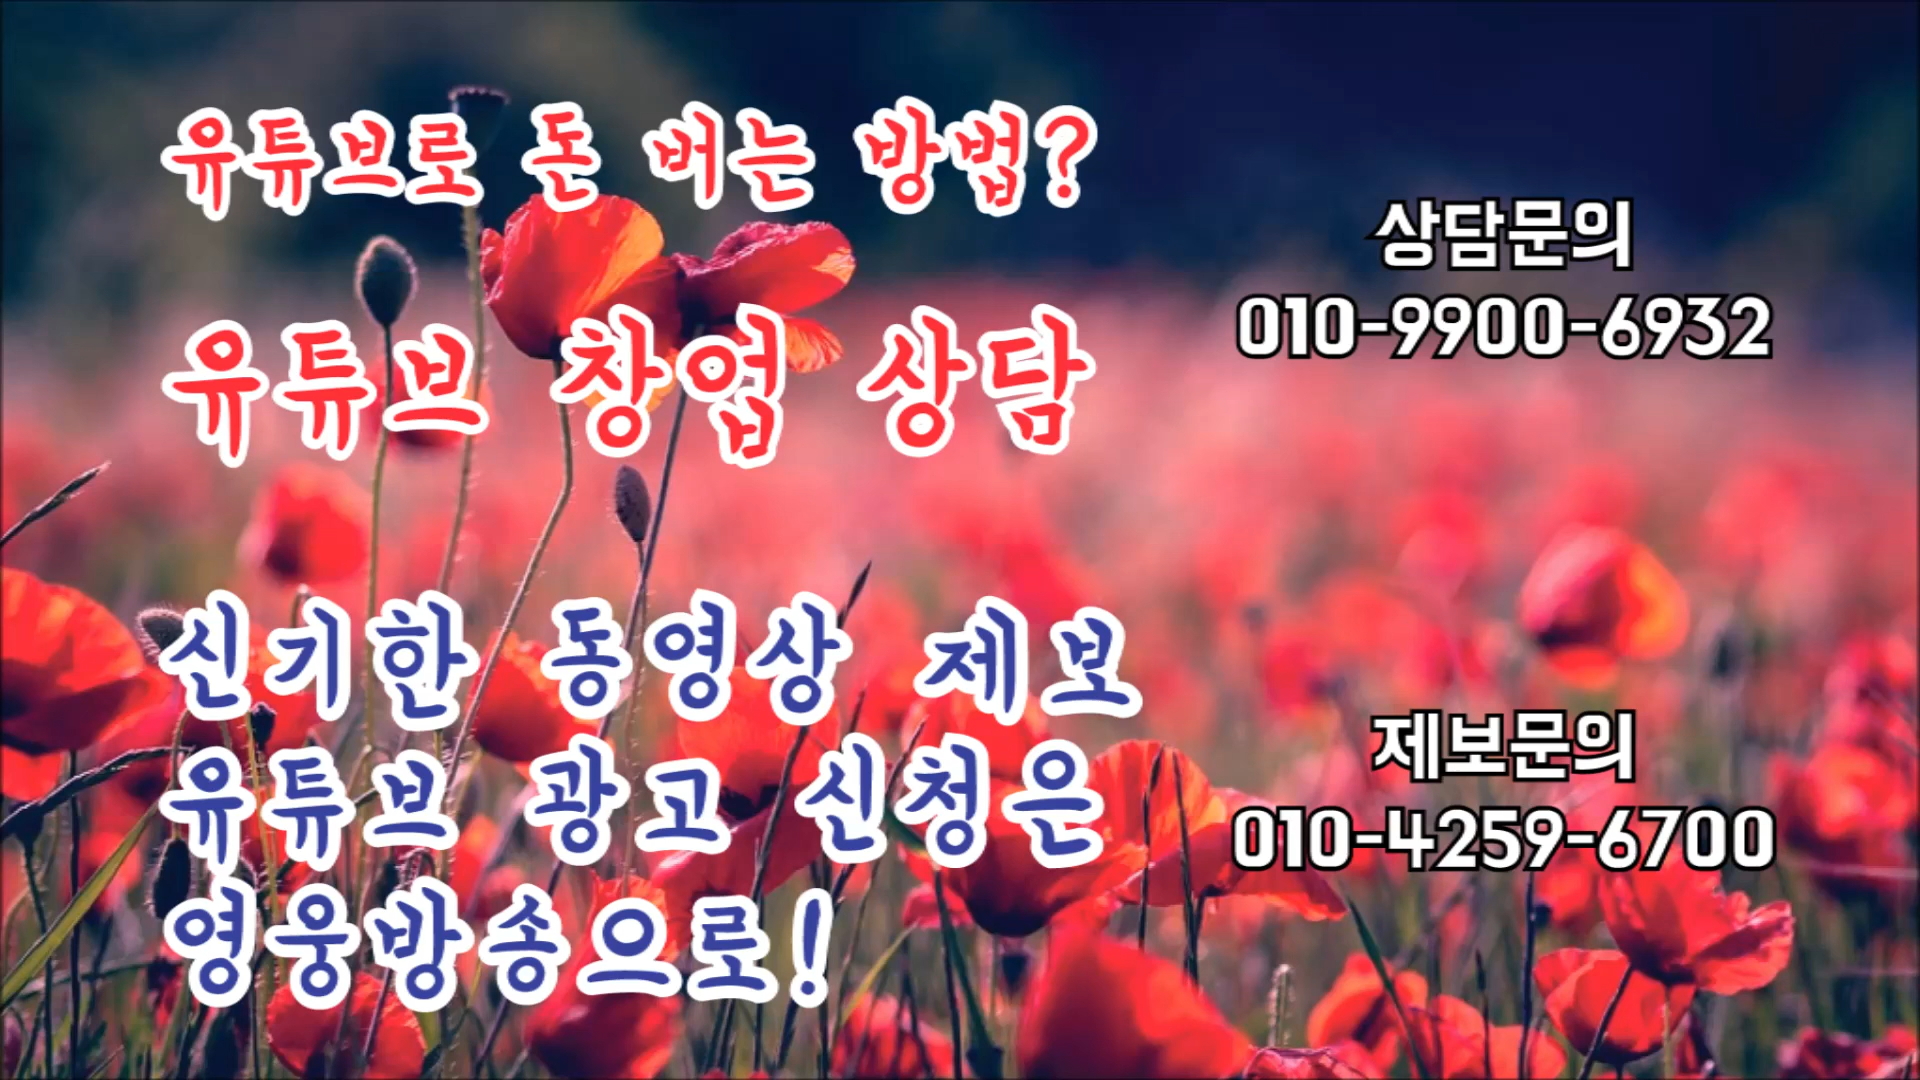 유튜브로 돈 버는 방법?
유튜브 창업 상담
상담문의
010-9900-6932
신기한 동영상 제보
유튜브 광고 신청은
영웅방송으로!
제보문의
010-4259-6700